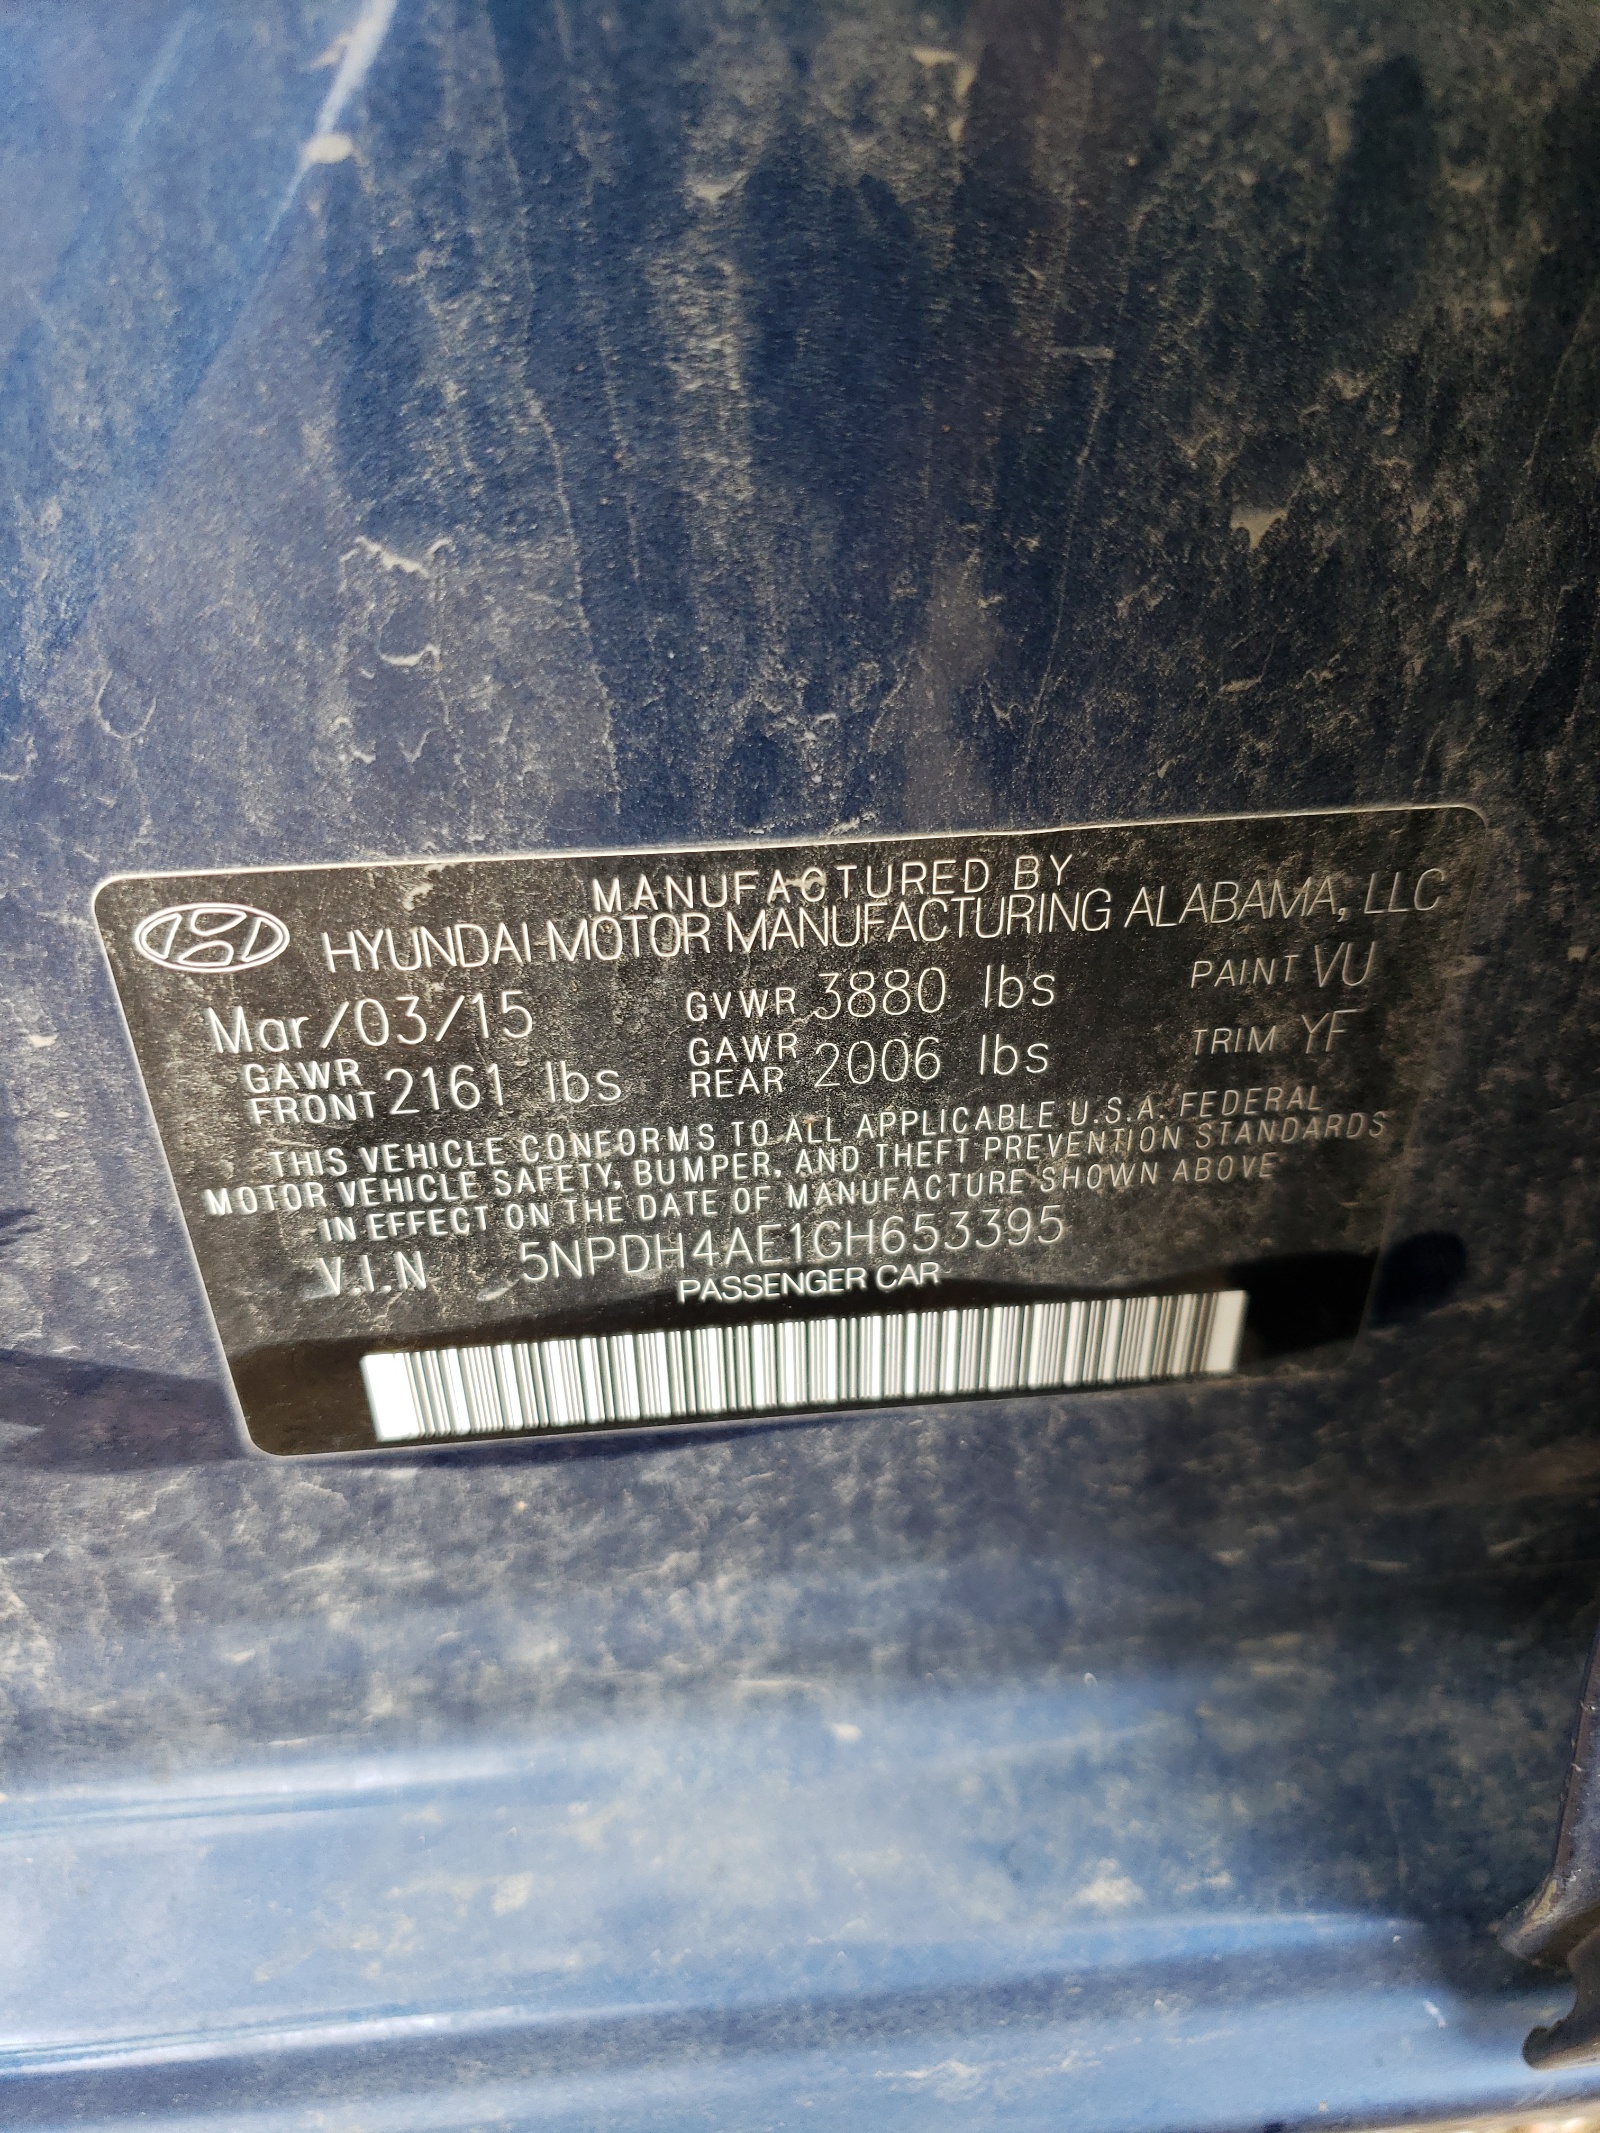 MANUFACTURED BY
HYUNDAI MOTOR MANUFACTURING ALABAMA, LLC
Mar/03/15 GVWR 3880 lbs PAINT VU
GAWR FRONT 2161 lbs GAWR REAR 2006 lbs TRIM YF
THIS VEHICLE CONFORMS TO ALL APPLICABLE U.S.A. FEDERAL
MOTOR VEHICLE SAFETY, BUMPER, AND THEFT PREVENTION STANDARDS
IN EFFECT ON THE DATE OF MANUFACTURE SHOWN ABOVE
V.I.N 5NPDH4AE1GH653395
PASSENGER CAR